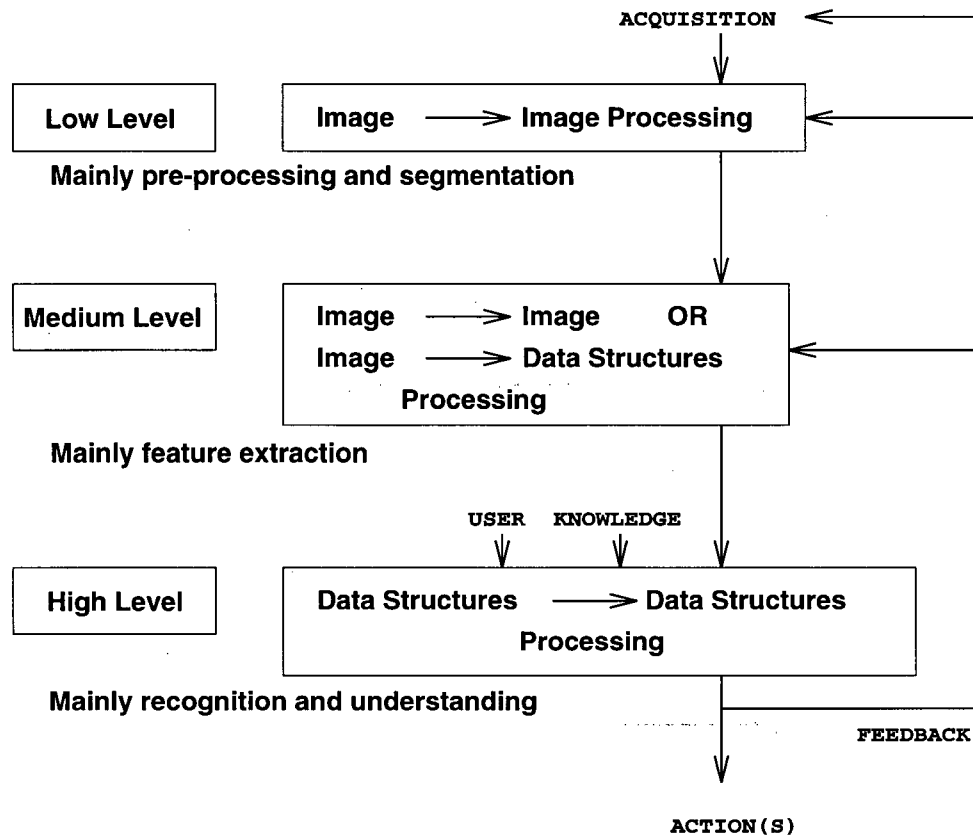 ACQUISITION
Low Level
Image Image Processing
Mainly pre-processing and segmentation
Medium Level
Image Image OR
Image Data Structures
Processing
Mainly feature extraction
USER KNOWLEDGE
High Level
Data Structures Data Structures
Processing
Mainly recognition and understanding
FEEDBACK
ACTION(S)